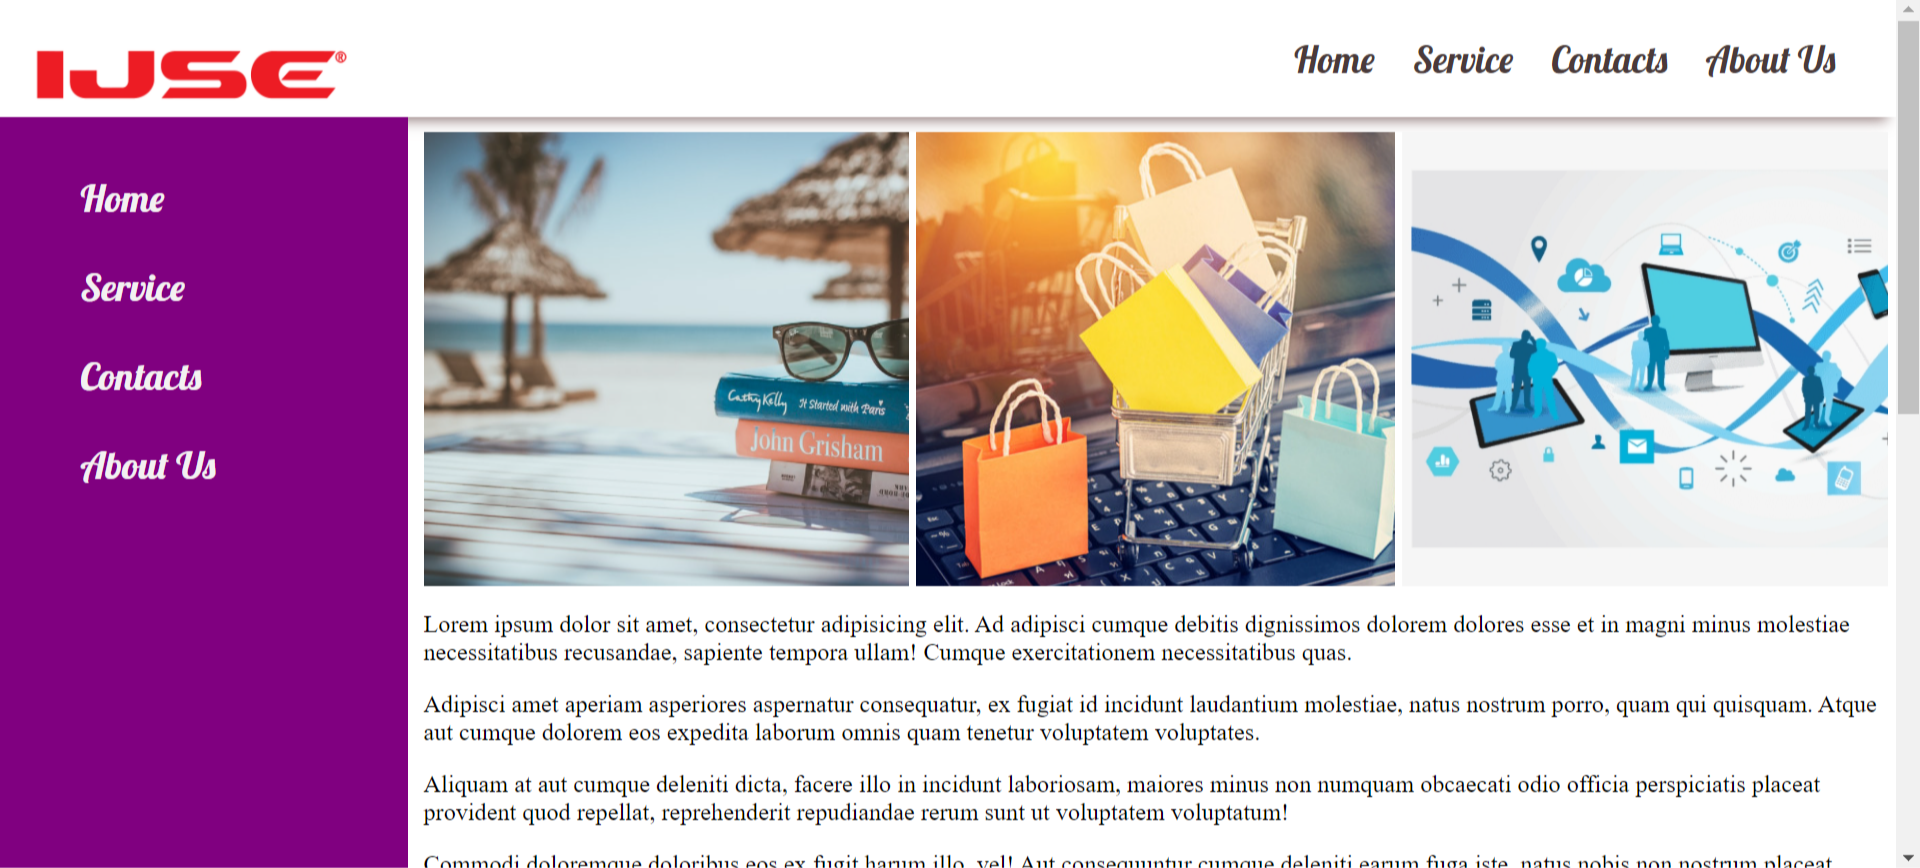 IJSE®
Home Service Contacts About Us
Home
Service
Contacts
About Us
Cathy Kelly It Started with Paris
John Grisham
Lorem ipsum dolor sit amet, consectetur adipisicing elit. Ad adipisci cumque debitis dignissimos dolorem dolores esse et in magni minus molestiae
necessitatibus recusandae, sapiente tempora ullam! Cumque exercitationem necessitatibus quas.
Adipisci amet aperiam asperiores aspernatur consequatur, ex fugiat id incidunt laudantium molestiae, natus nostrum porro, quam qui quisquam. Atque
aut cumque dolorem eos expedita laborum omnis quam tenetur voluptatem voluptates.
Aliquam at aut cumque deleniti dicta, facere illo in incidunt laboriosam, maiores minus non numquam obcaecati odio officia perspiciatis placeat
provident quod repellat, reprehenderit repudiandae rerum sunt ut voluptatem voluptatum!
Commodi doloremque doloribus eos ex fugit harum illo, vel! Aut consequuntur cumque deleniti earum fuga iste, natus nobis non nostrum placeat